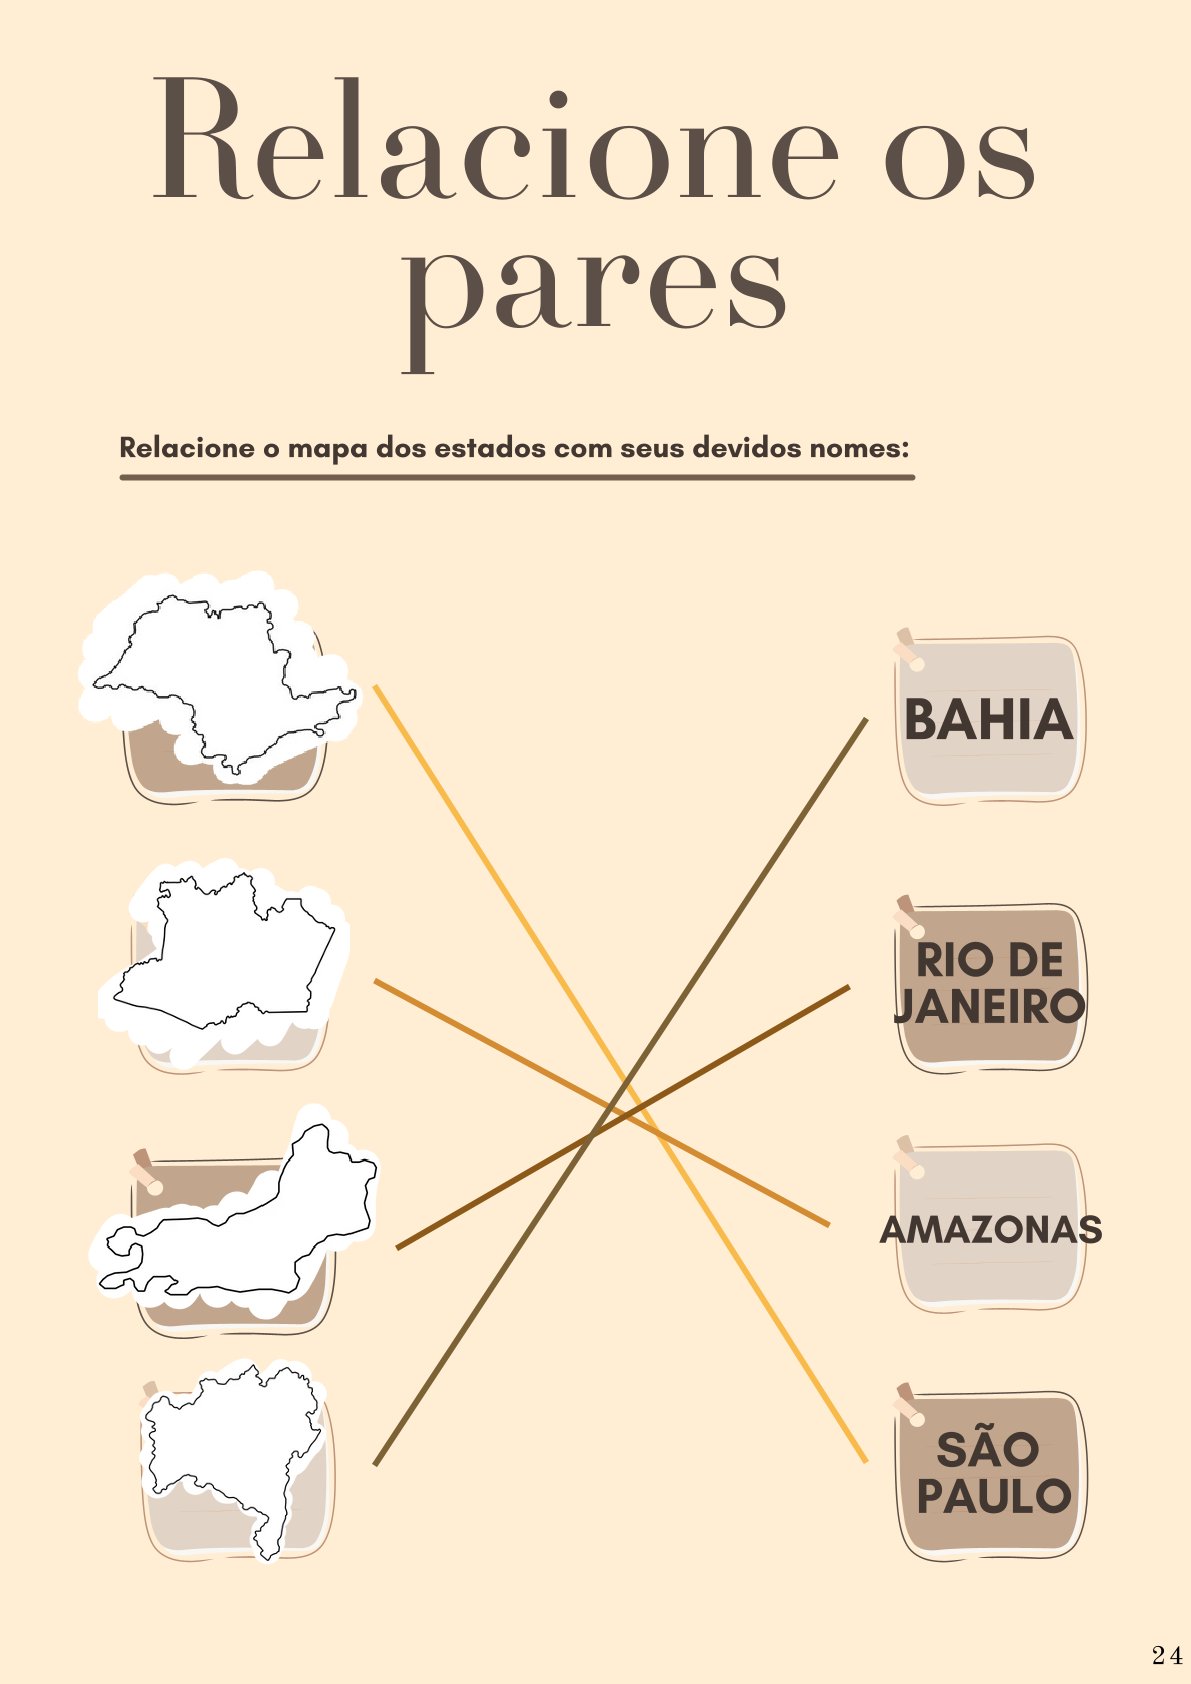 Relacione os
pares
Relacione o mapa dos estados com seus devidos nomes:
BAHIA
RIO DE
JANEIRO
AMAZONAS
SÃO
PAULO
24